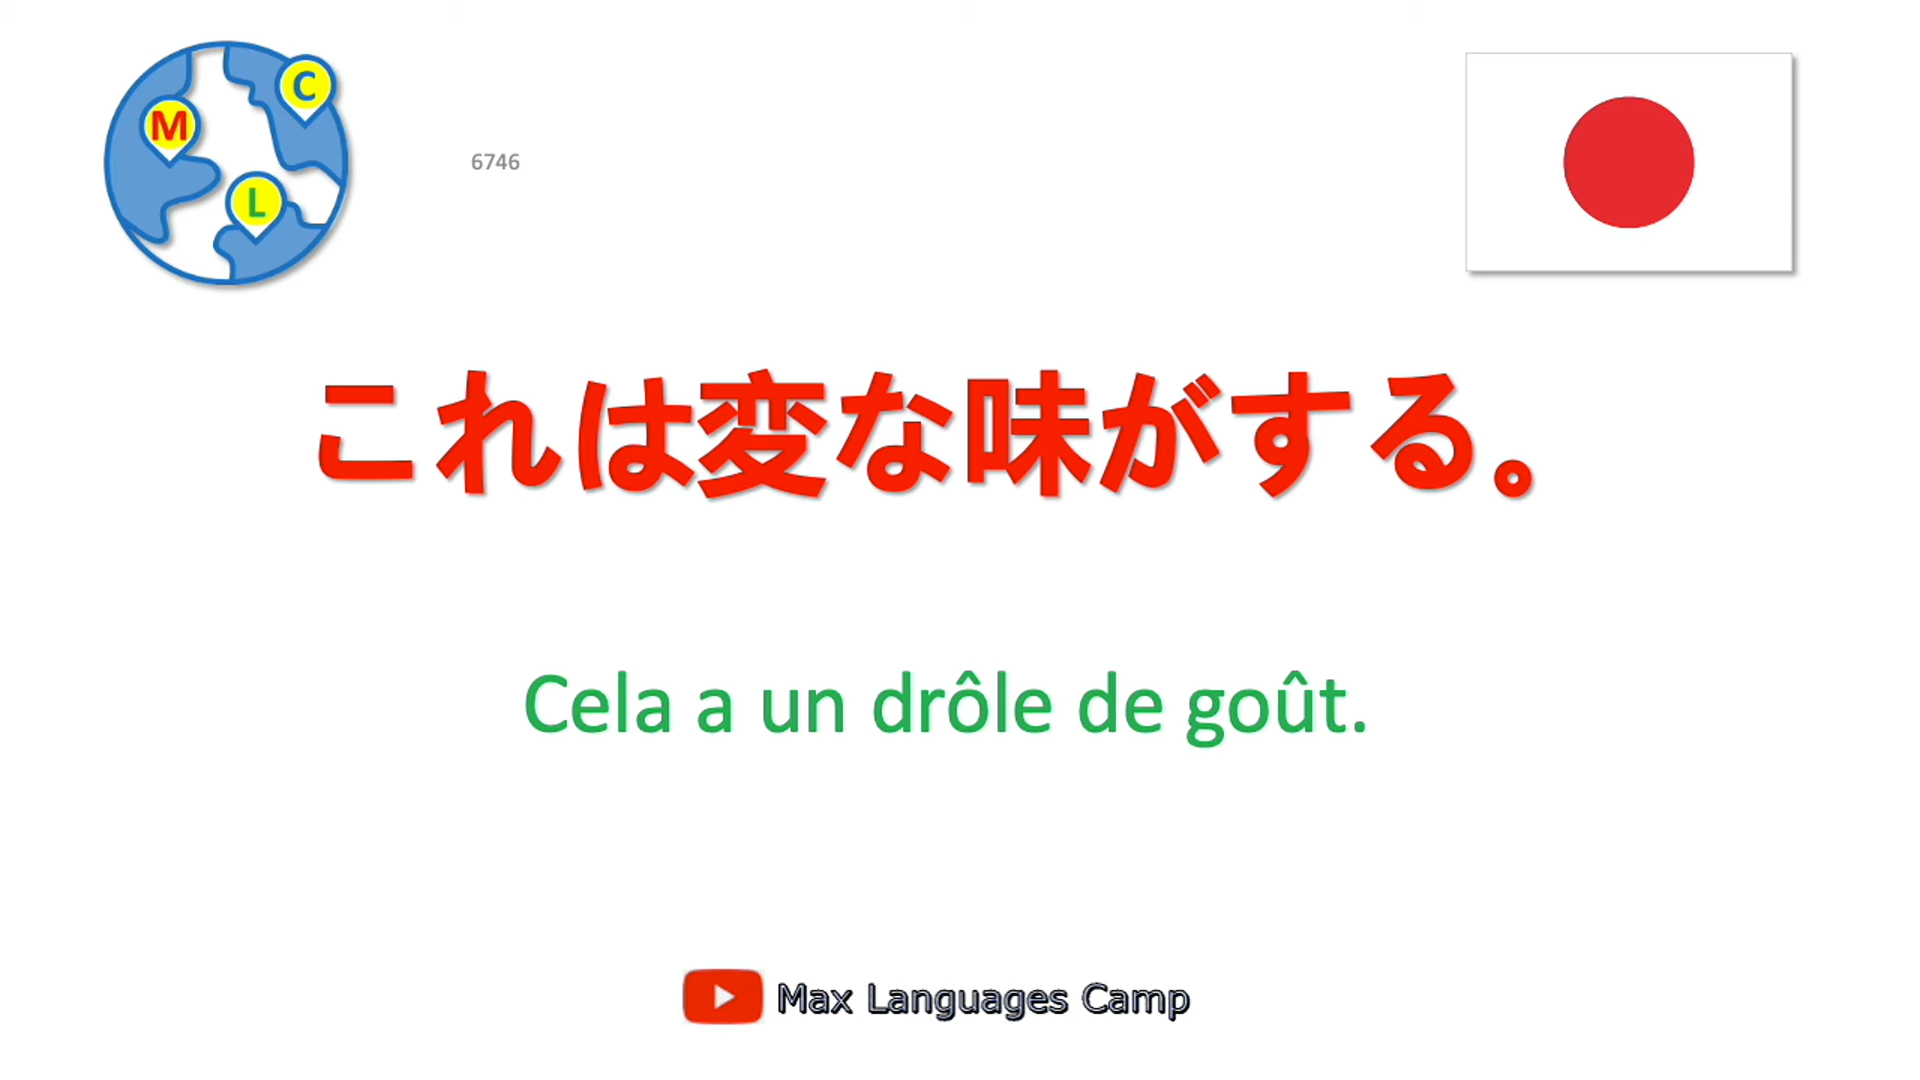 M
C
L
6746
これは変な味がする。
Cela a un drôle de goût.
Max Languages Camp